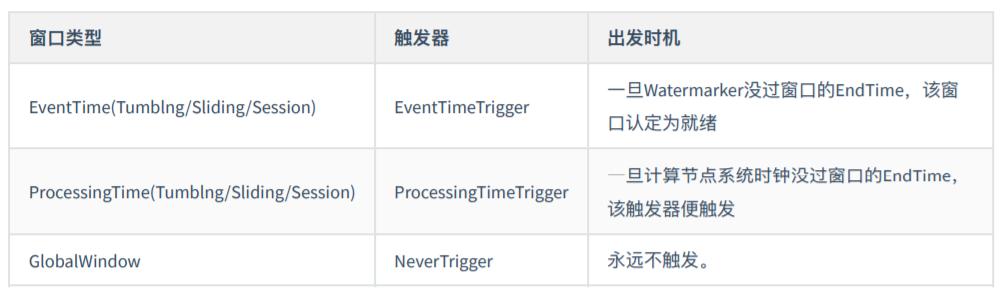 窗口类型 触发器 出发时机
EventTime(Tumblng/Sliding/Session) EventTimeTrigger 一旦Watermarker没过窗口的EndTime，该窗
口认定为就绪
ProcessingTime(Tumblng/Sliding/Session) ProcessingTimeTrigger 一旦计算节点系统时钟没过窗口的EndTime，
该触发器便触发
GlobalWindow NeverTrigger 永远不触发。